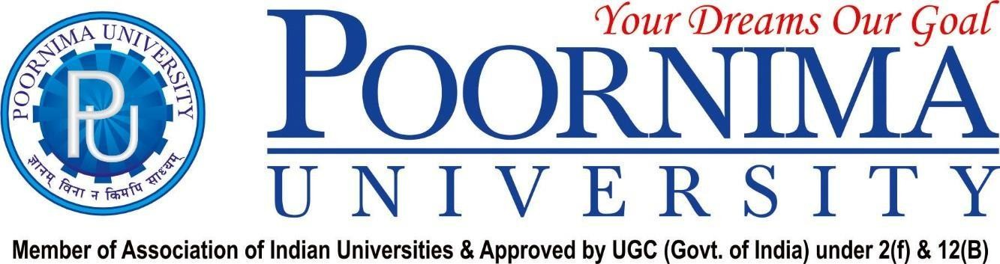 POORNIMA UNIVERSITY
PU
ज्ञानम् विना न किमपि साध्यम्
Your Dreams Our Goal
POORNIMA
UNIVERSITY
Member of Association of Indian Universities & Approved by UGC (Govt. of India) under 2(f) & 12(B)